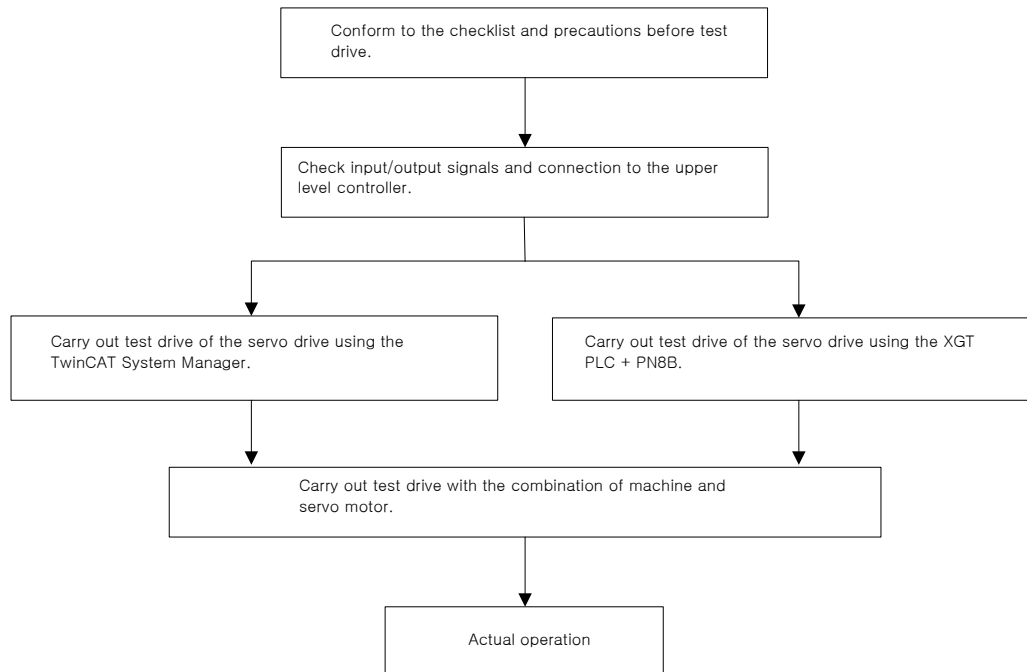 Conform to the checklist and precautions before test
drive.
Check input/output signals and connection to the upper
level controller.
Carry out test drive of the servo drive using the
TwinCAT System Manager.
Carry out test drive of the servo drive using the XGT
PLC + PN8B.
Carry out test drive with the combination of machine and
servo motor.
Actual operation